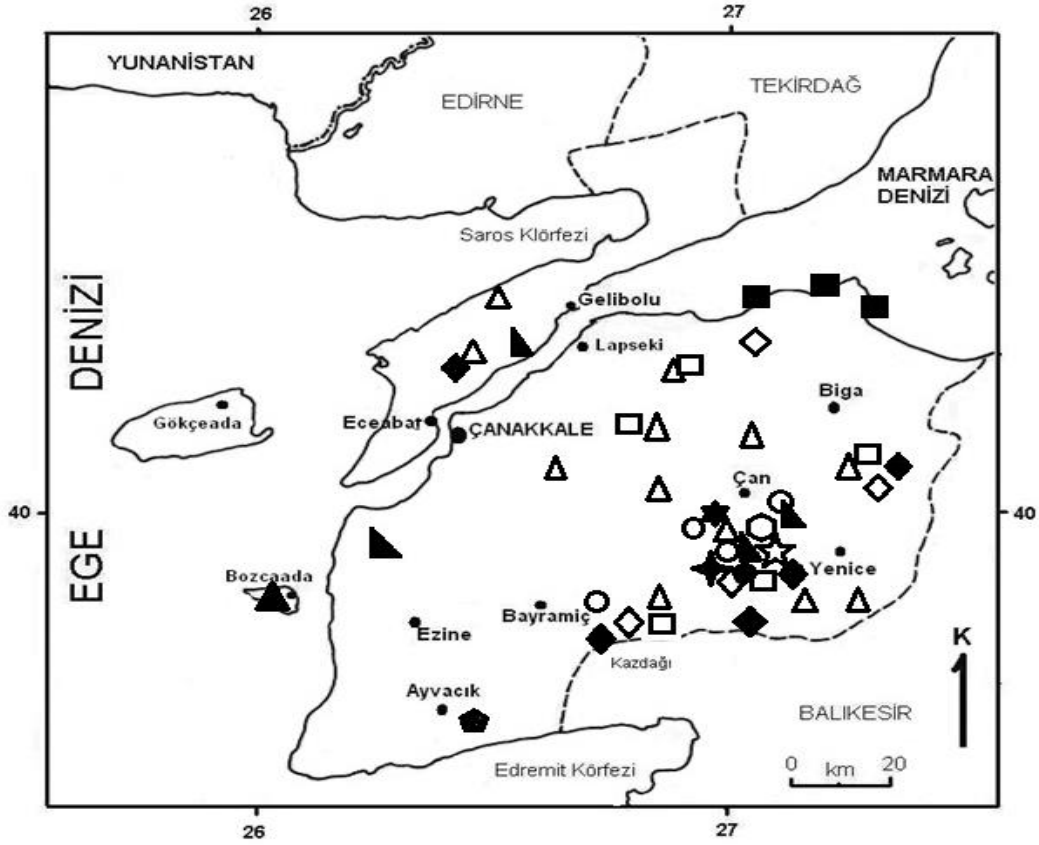 26
27
YUNANİSTAN
EDİRNE
TEKİRDAĞ
MARMARA
DENİZİ
Saros Klörfezi
Gelibolu
Lapseki
EGE DENİZİ
Gökçeada
Eceabat
ÇANAKKALE
Biga
Çan
40
40
Bozcaada
Yenice
Bayramiç
Ezine
Kazdağı
K
Ayvacık
BALIKESİR
Edremit Körfezi
0 km 20
26
27